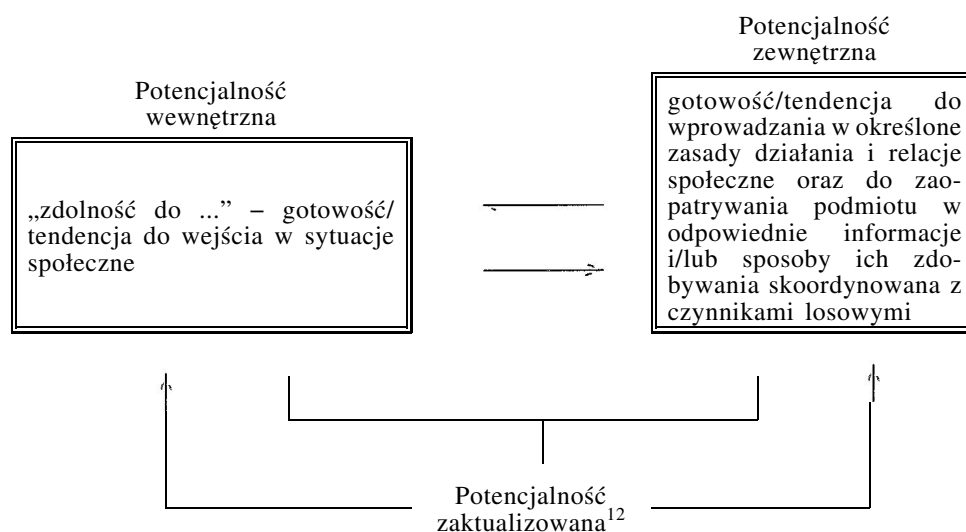 Potencjalność
wewnętrzna
„zdolność do ...” – gotowość/
tendencja do wejścia w sytuacje
społeczne
Potencjalność
zewnętrzna
gotowość/tendencja do
wprowadzania w określone
zasady działania i relacje
społeczne oraz do zao-
patrywania podmiotu w
odpowiednie informacje
i/lub sposoby ich zdo-
bywania skoordynowana z
czynnikami losowymi
Potencjalność
zaktualizowana¹²